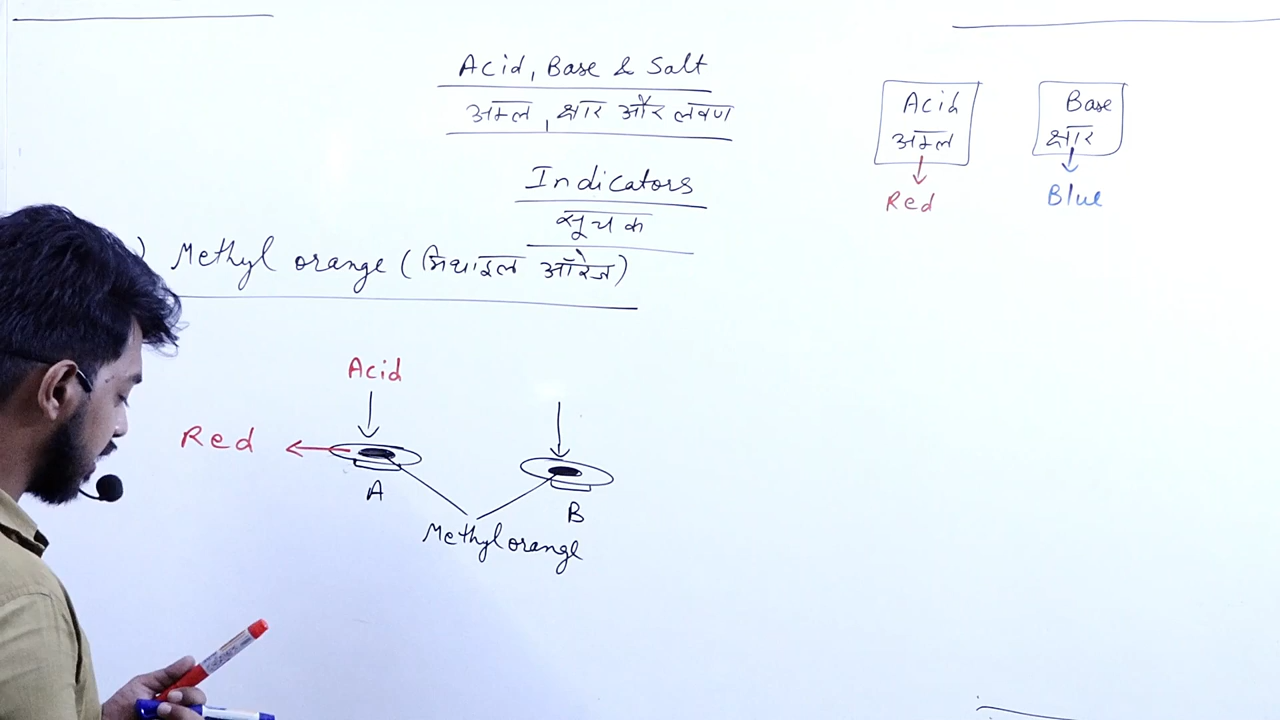 Acid, Base & Salt
अम्ल, क्षार और लवण
Indicators
सूचक
) Methyl orange (मिथाइल ऑरेंज)
Acid
अम्ल
Red
Base
क्षार
Blue
Acid
Red
A
B
Methyl orange